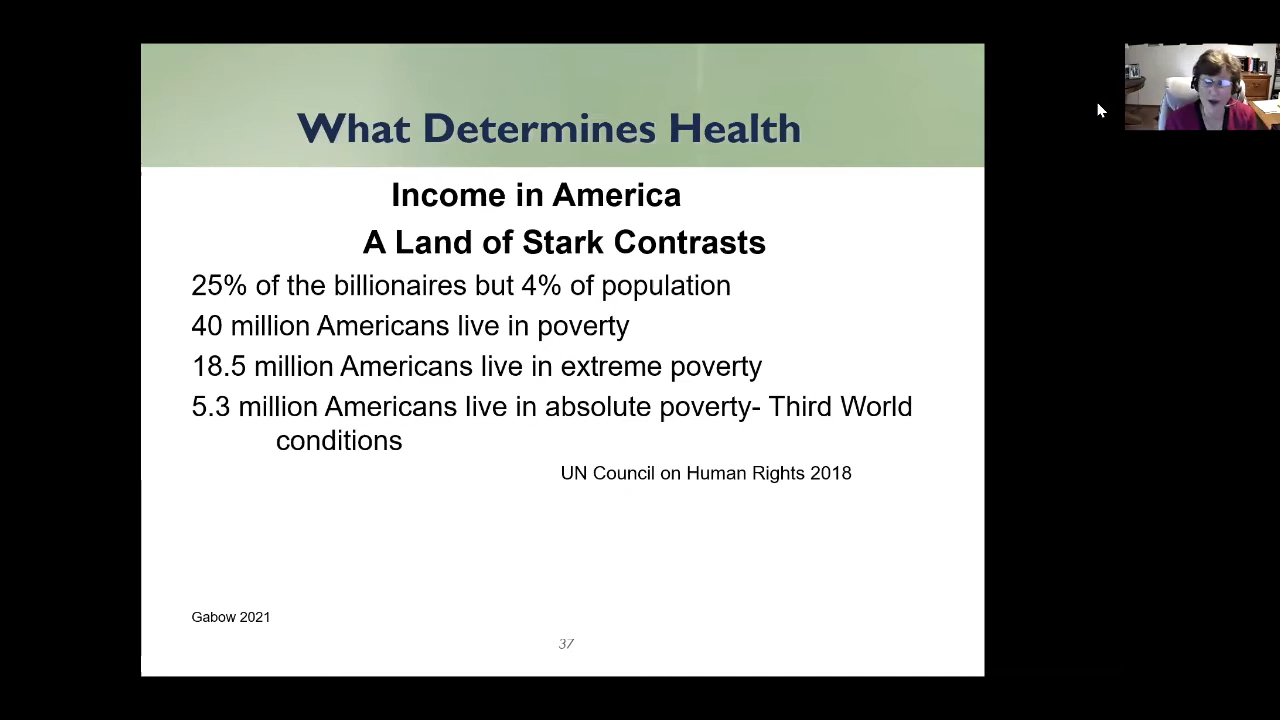 What Determines Health
Income in America
A Land of Stark Contrasts
25% of the billionaires but 4% of population
40 million Americans live in poverty
18.5 million Americans live in extreme poverty
5.3 million Americans live in absolute poverty- Third World
conditions
UN Council on Human Rights 2018
Gabow 2021
37